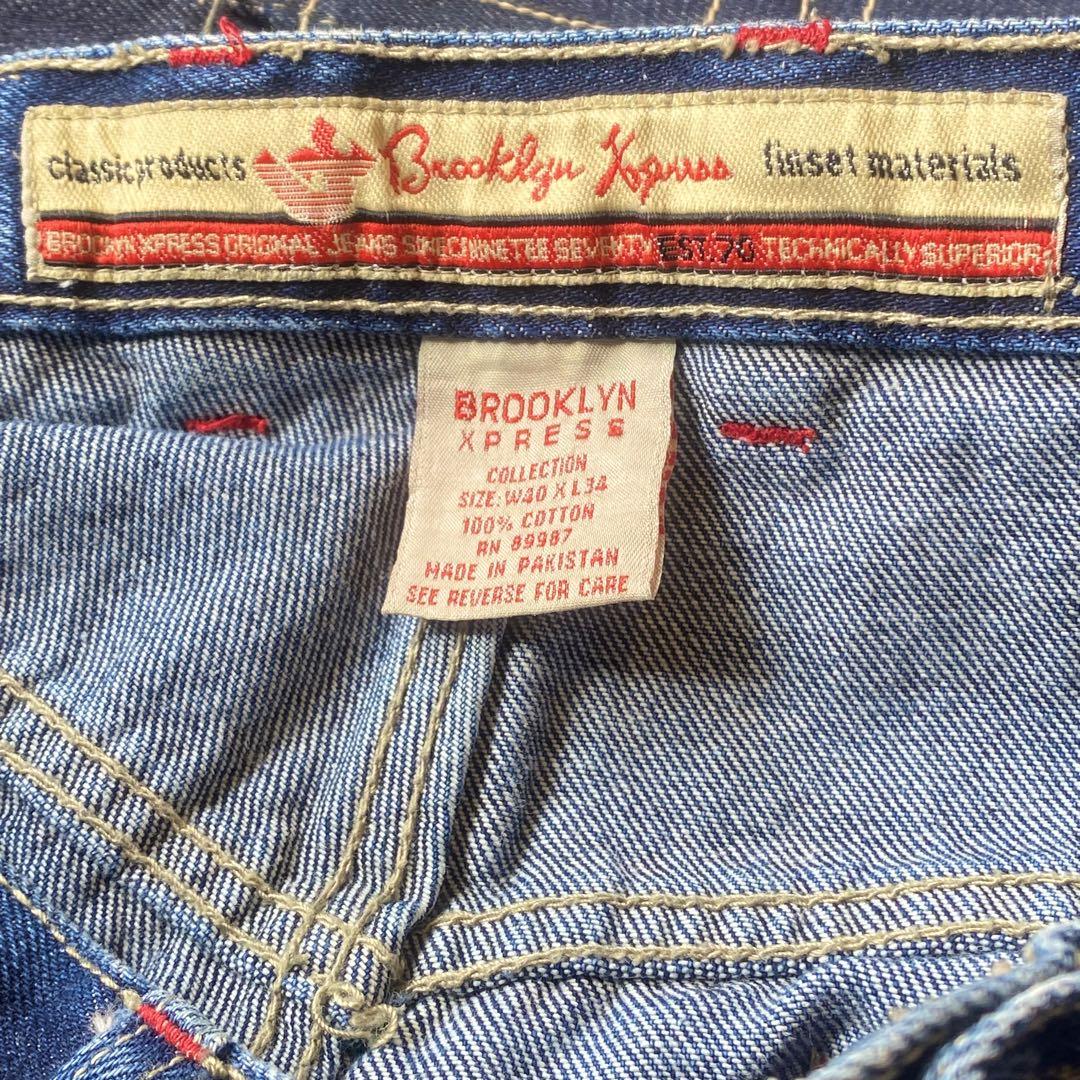 classic products Brooklyn Xpress finset materials
BROOKLYN XPRESS ORIGINAL JEANS SINEC NINETEE SEVENTY EST. 70 TECHNICALLY SUPERIOR
BROOKLYN
XPRESS
COLLECTION
SIZE: W40 X L34
100% COTTON
RN 89987
MADE IN PAKISTAN
SEE REVERSE FOR CARE